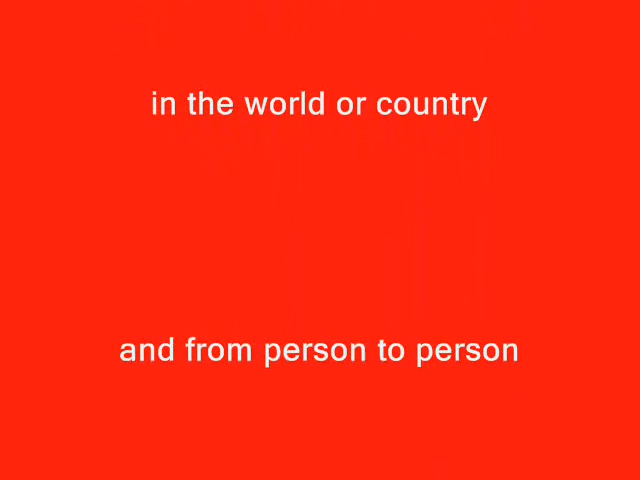 in the world or country
and from person to person